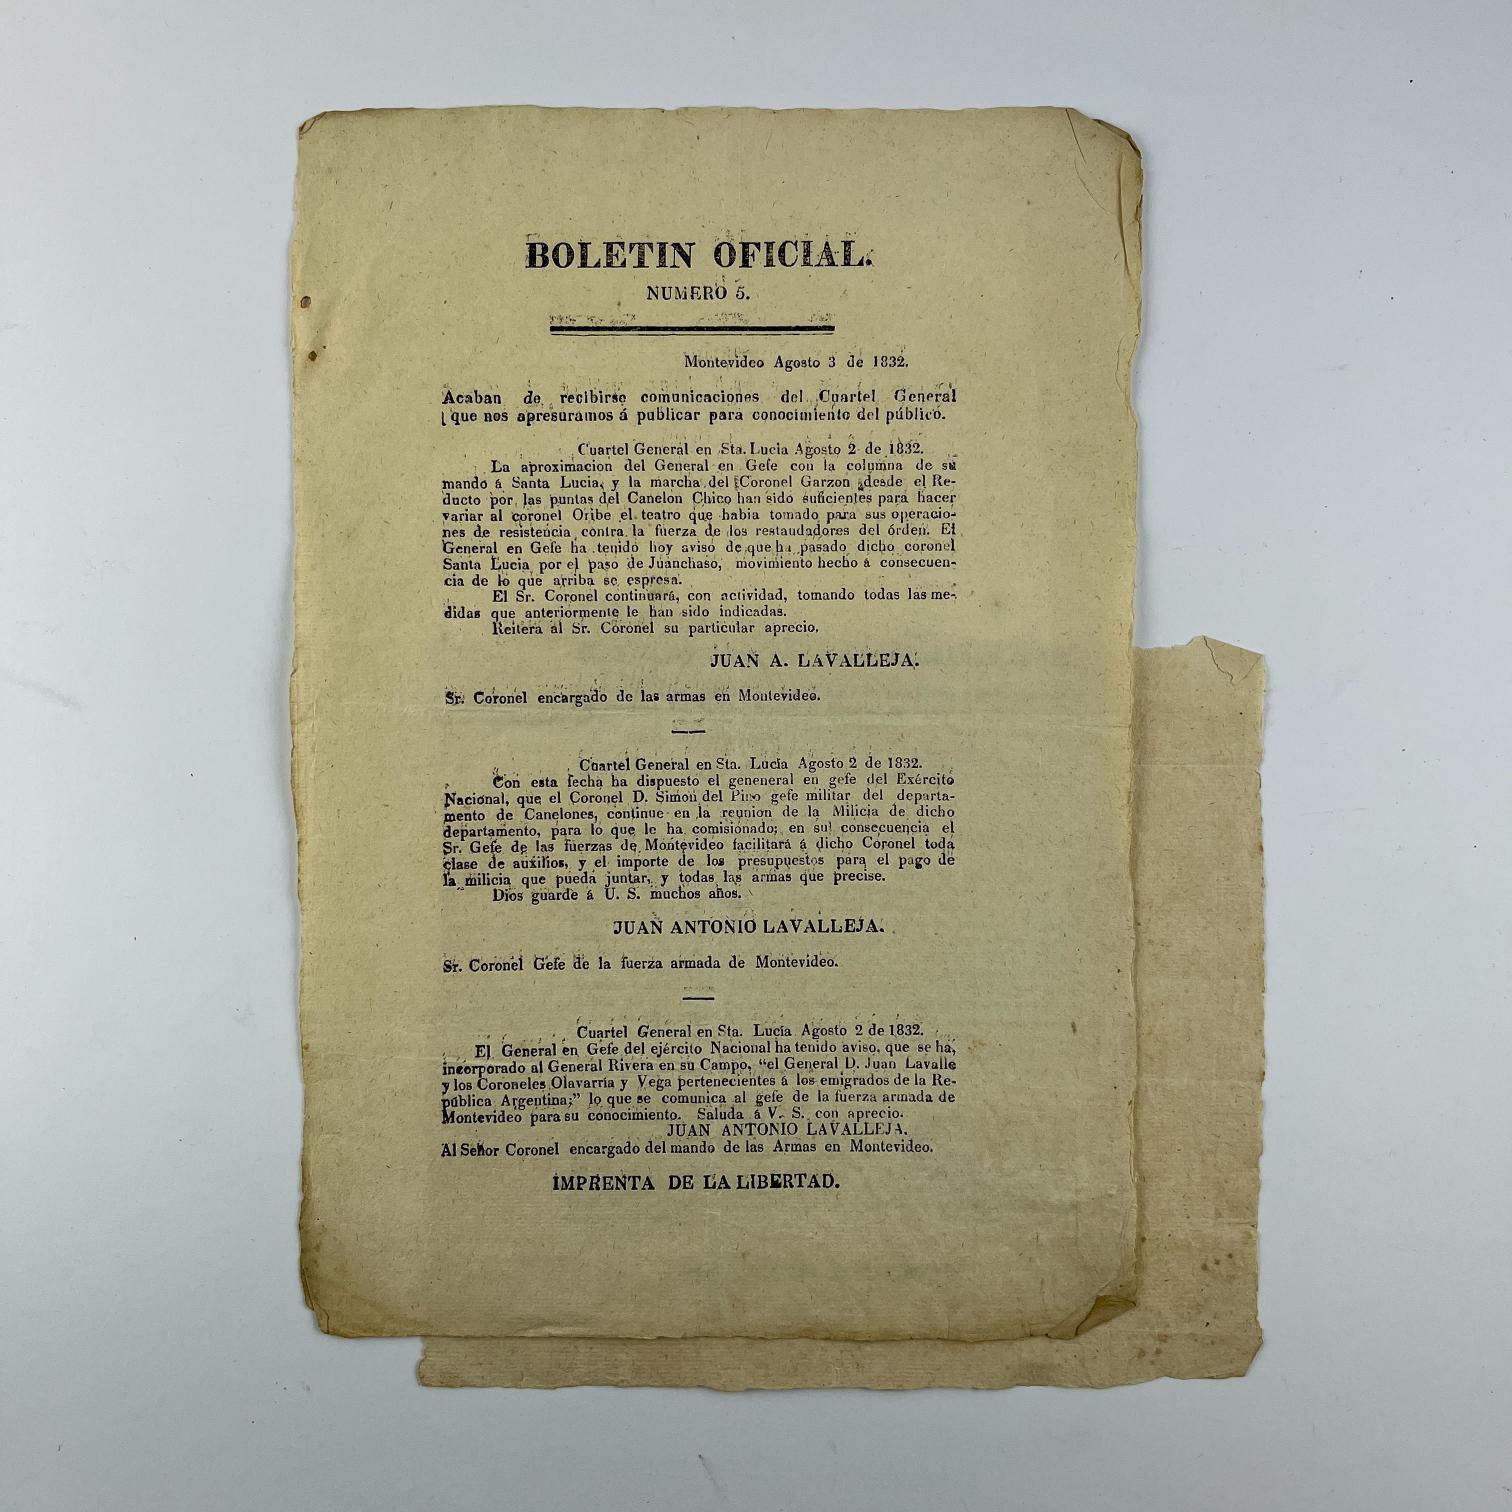 BOLETIN OFICIAL.
NUMERO 5.
Montevideo Agosto 3 de 1832.
Acaban de recibirse comunicaciones del Cuartel General
que nos apresuramos á publicar para conocimiento del público.
Cuartel General en Sta. Lucia Agosto 2 de 1832.
La aproximacion del General en Gefe con la columna de su
mando á Santa Lucia, y la marcha del Coronel Garzon desde el Re-
ducto por las puntas del Canelon Chico han sido suficientes para hacer
variar al coronel Oribe el teatro que habia tomado para sus operacio-
nes de resistencia contra la fuerza de los restaudadores del órden. El
General en Gefe ha tenido hoy aviso de que ha pasado dicho coronel
Santa Lucia por el paso de Juanchaso, movimiento hecho á consecuen-
cia de lo que arriba se espresa.
El Sr. Coronel continuará, con actividad, tomando todas las me-
didas que anteriormente le han sido indicadas.
Reitera al Sr. Coronel su particular aprecio.
JUAN A. LAVALLEJA.
Sr. Coronel encargado de las armas en Montevideo.
Cuartel General en Sta. Lucia Agosto 2 de 1832.
Con esta fecha ha dispuesto el geneneral en gefe del Exército
Nacional, que el Coronel D. Simon del Pino gefe militar del departa-
mento de Canelones, continue en la reunion de la Milicia de dicho
departamento, para lo que le ha comisionado; en su consecuencia el
Sr. Gefe de las fuerzas de Montevideo facilitará á dicho Coronel toda
clase de auxilios, y el importe de los presupuestos para el pago de
la milicia que pueda juntar, y todas las armas que precise.
Dios guarde á U. S. muchos años.
JUAN ANTONIO LAVALLEJA.
Sr. Coronel Gefe de la fuerza armada de Montevideo.
Cuartel General en Sta. Lucía Agosto 2 de 1832.
El General en Gefe del ejército Nacional ha tenido aviso, que se ha,
incorporado al General Rivera en su Campo, “el General D. Juan Lavalle
y los Coroneles Olavarría y Vega pertenecientes á los emigrados de la Re-
pública Argentina;” lo que se comunica al gefe de la fuerza armada de
Montevideo para su conocimiento. Saluda á V. S. con aprecio.
JUAN ANTONIO LAVALLEJA.
Al Señor Coronel encargado del mando de las Armas en Montevideo.
IMPRENTA DE LA LIBERTAD.